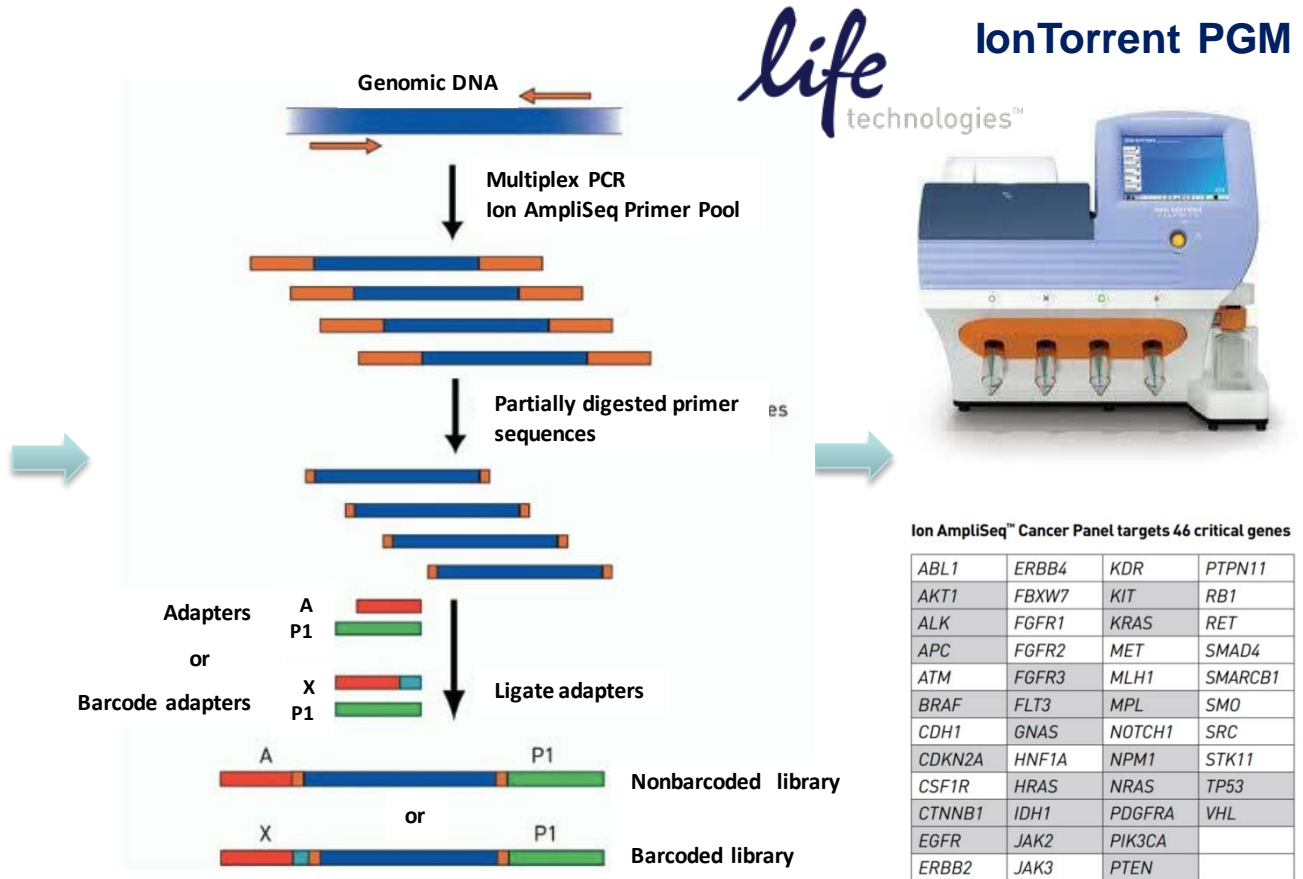 life
technologies™
IonTorrent PGM
Genomic DNA
Multiplex PCR
Ion AmpliSeq Primer Pool
Partially digested primer
sequences
es
Adapters
A
P1
or
Barcode adapters
X
P1
Ligate adapters
A
P1
Nonbarcoded library
or
X
P1
Barcoded library
Ion AmpliSeq™ Cancer Panel targets 46 critical genes
ABL1 ERBB4 KDR PTPN11
AKT1 FBXW7 KIT RB1
ALK FGFR1 KRAS RET
APC FGFR2 MET SMAD4
ATM FGFR3 MLH1 SMARCB1
BRAF FLT3 MPL SMO
CDH1 GNAS NOTCH1 SRC
CDKN2A HNF1A NPM1 STK11
CSF1R HRAS NRAS TP53
CTNNB1 IDH1 PDGFRA VHL
EGFR JAK2 PIK3CA
ERBB2 JAK3 PTEN